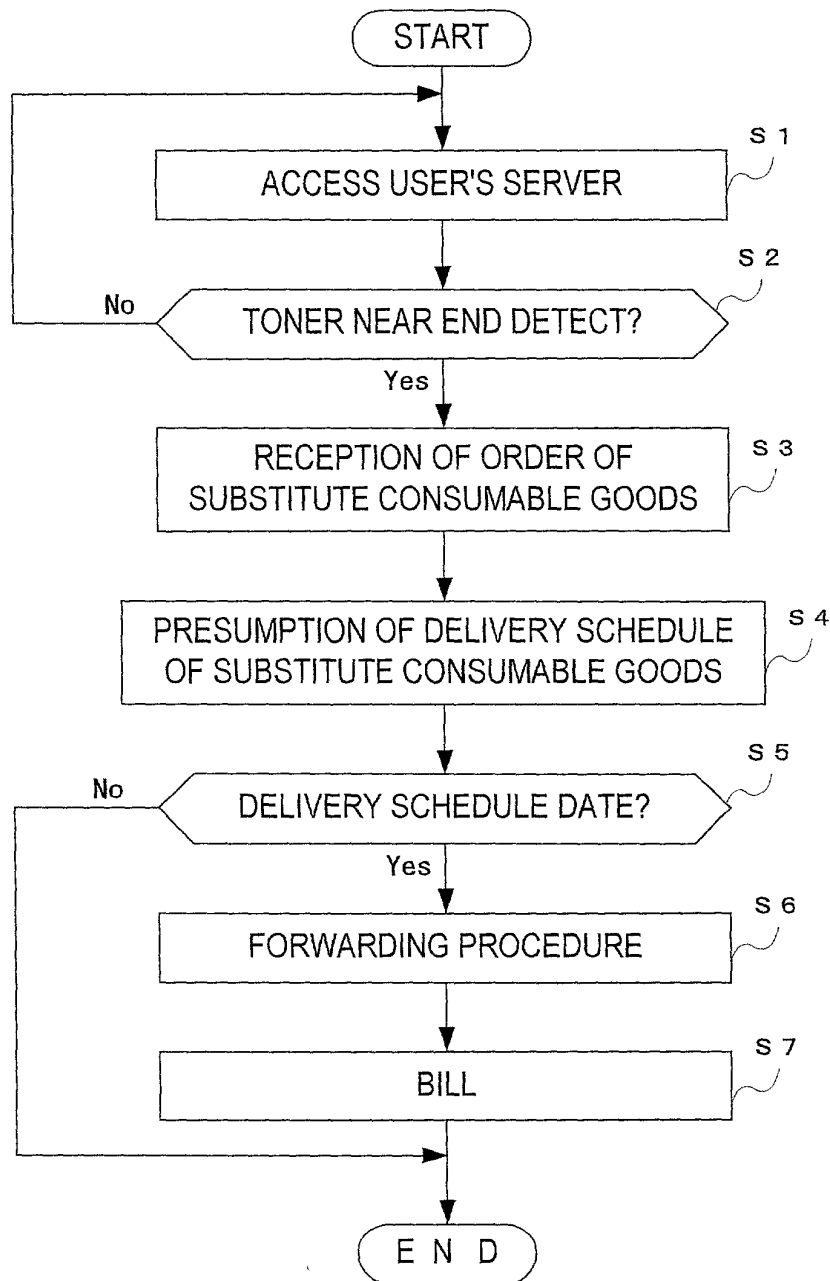 START
S 1
ACCESS USER'S SERVER
S 2
No
TONER NEAR END DETECT?
Yes
S 3
RECEPTION OF ORDER OF
SUBSTITUTE CONSUMABLE GOODS
S 4
PRESUMPTION OF DELIVERY SCHEDULE
OF SUBSTITUTE CONSUMABLE GOODS
S 5
No
DELIVERY SCHEDULE DATE?
Yes
S 6
FORWARDING PROCEDURE
S 7
BILL
E N D